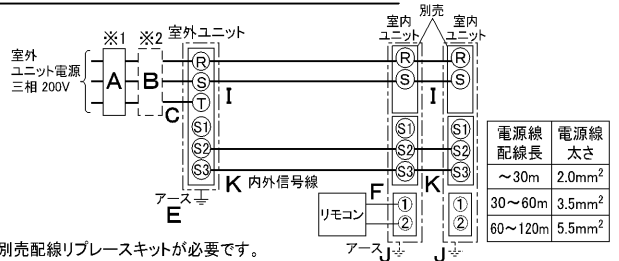 ※1
※2
室外ユニット
室内ユニット
別売
室内ユニット
室外
ユニット電源
三相 200V
A
B
C
R
S
T
S1
S2
S3
I
R
S
S1
S2
S3
I
R
S
S1
S2
S3
K 内外信号線
F
K
アース
E
リモコン
①
②
①
②
アース
J
J
電源線配線長 電源線太さ
～30m 2.0mm²
30～60m 3.5mm²
60～120m 5.5mm²
別売配線リプレースキットが必要です。